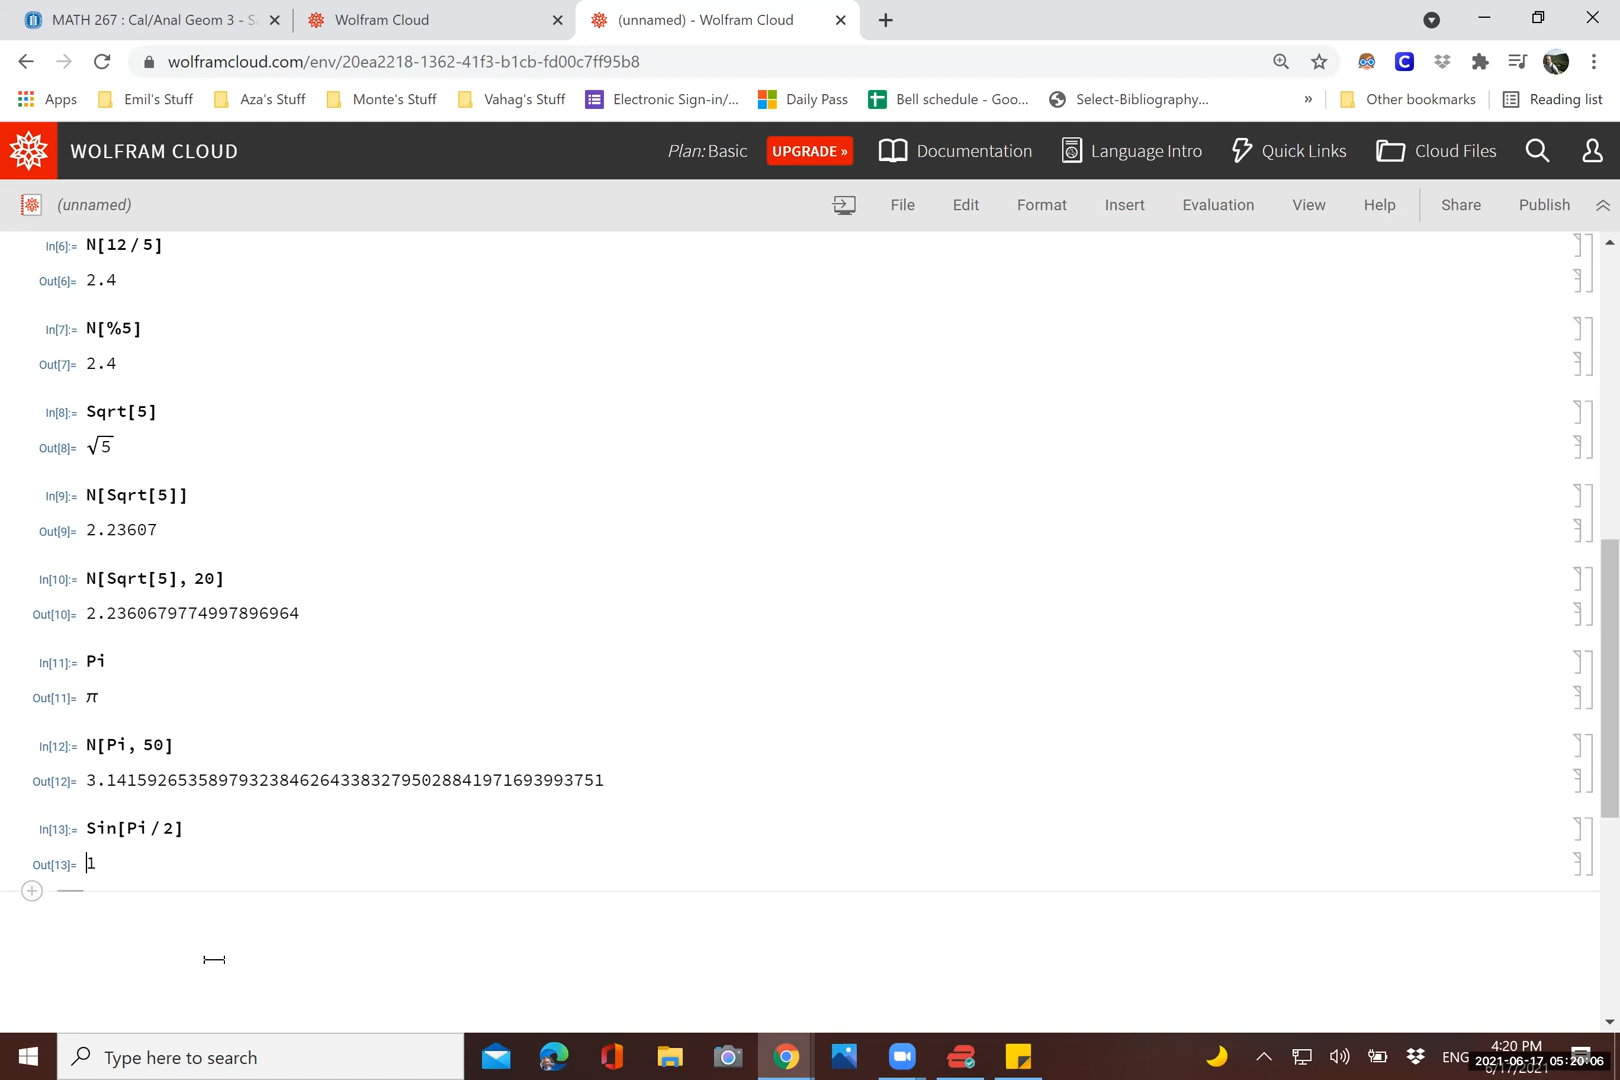 MATH 267 : Cal/Anal Geom 3 - S
Wolfram Cloud
(unnamed) - Wolfram Cloud
wolframcloud.com/env/20ea2218-1362-41f3-b1cb-fd00c7ff95b8
Apps
Emil's Stuff
Aza's Stuff
Monte's Stuff
Vahag's Stuff
Electronic Sign-in/...
Daily Pass
Bell schedule - Goo...
Select-Bibliography...
»
Other bookmarks
Reading list
WOLFRAM CLOUD
Plan: Basic
UPGRADE »
Documentation
Language Intro
Quick Links
Cloud Files
(unnamed)
File
Edit
Format
Insert
Evaluation
View
Help
Share
Publish
In[6]:= N[12 / 5]
Out[6]= 2.4
In[7]:= N[%5]
Out[7]= 2.4
In[8]:= Sqrt[5]
Out[8]= √5
In[9]:= N[Sqrt[5]]
Out[9]= 2.23607
In[10]:= N[Sqrt[5], 20]
Out[10]= 2.2360679774997896964
In[11]:= Pi
Out[11]= π
In[12]:= N[Pi, 50]
Out[12]= 3.1415926535897932384626433832795028841971693993751
In[13]:= Sin[Pi / 2]
Out[13]= 1
Type here to search
ENG
4:20 PM
2021-06-17 05:20:06
6/17/2021